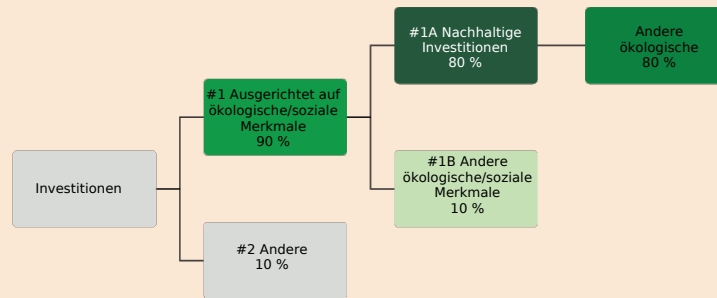 #1A Nachhaltige
Investitionen
80 %
Andere
ökologische
80 %
#1 Ausgerichtet auf
ökologische/soziale
Merkmale
90 %
#1B Andere
ökologische/soziale
Merkmale
10 %
Investitionen
#2 Andere
10 %